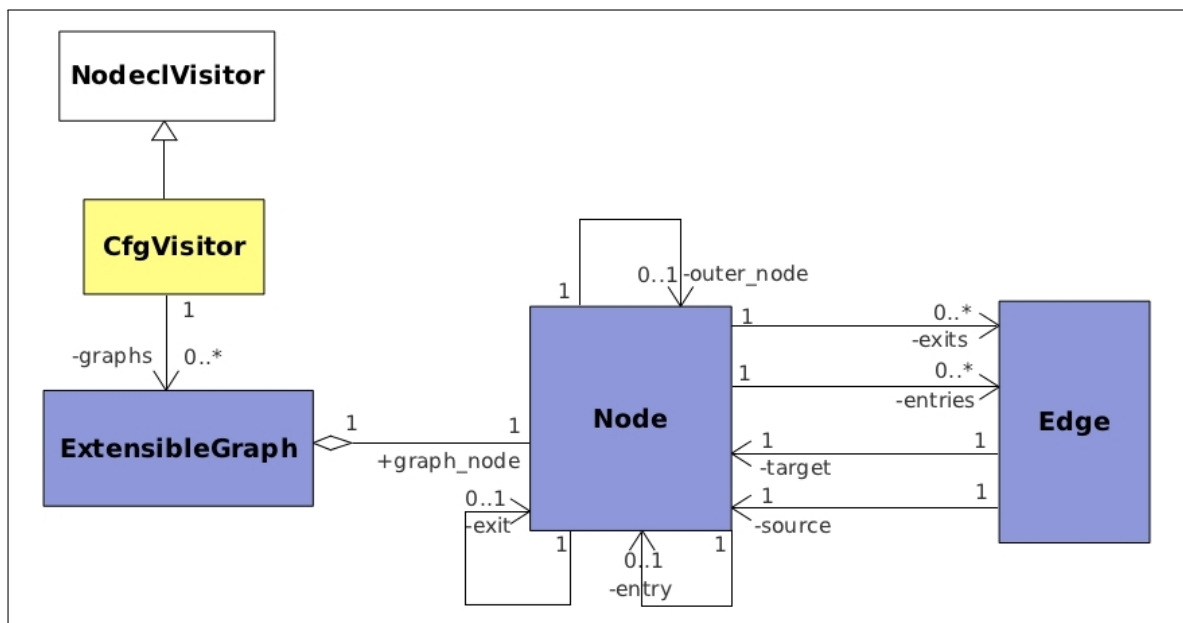 NodeclVisitor
CfgVisitor
1
-graphs 0..*
ExtensibleGraph
1 1
+graph_node
0..1 -outer_node
1
Node
1 0..*
-exits
1 0..*
-entries
Edge
1 1
-target
1 1
-source
0..1
-exit
1
1
0..1
-entry